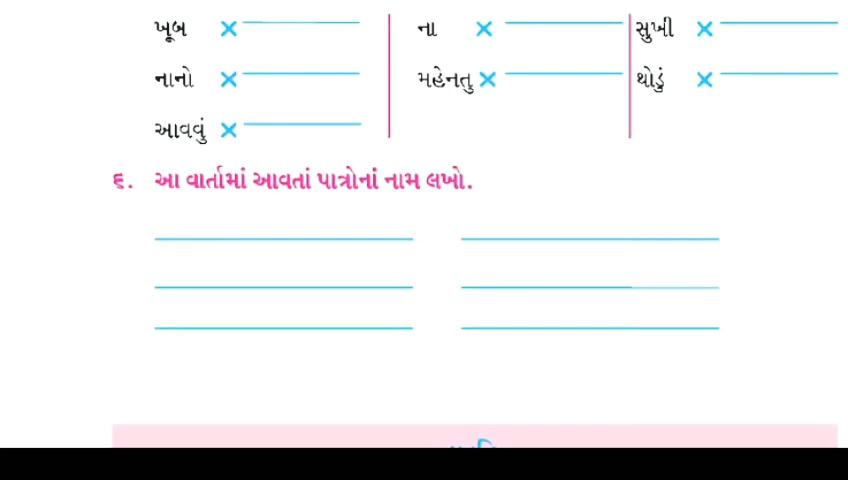 ખૂબ × ના × સુખી ×
નાનો × મહેનતુ × થોડું ×
આવવું ×
૬. આ વાર્તામાં આવતાં પાત્રોનાં નામ લખો.